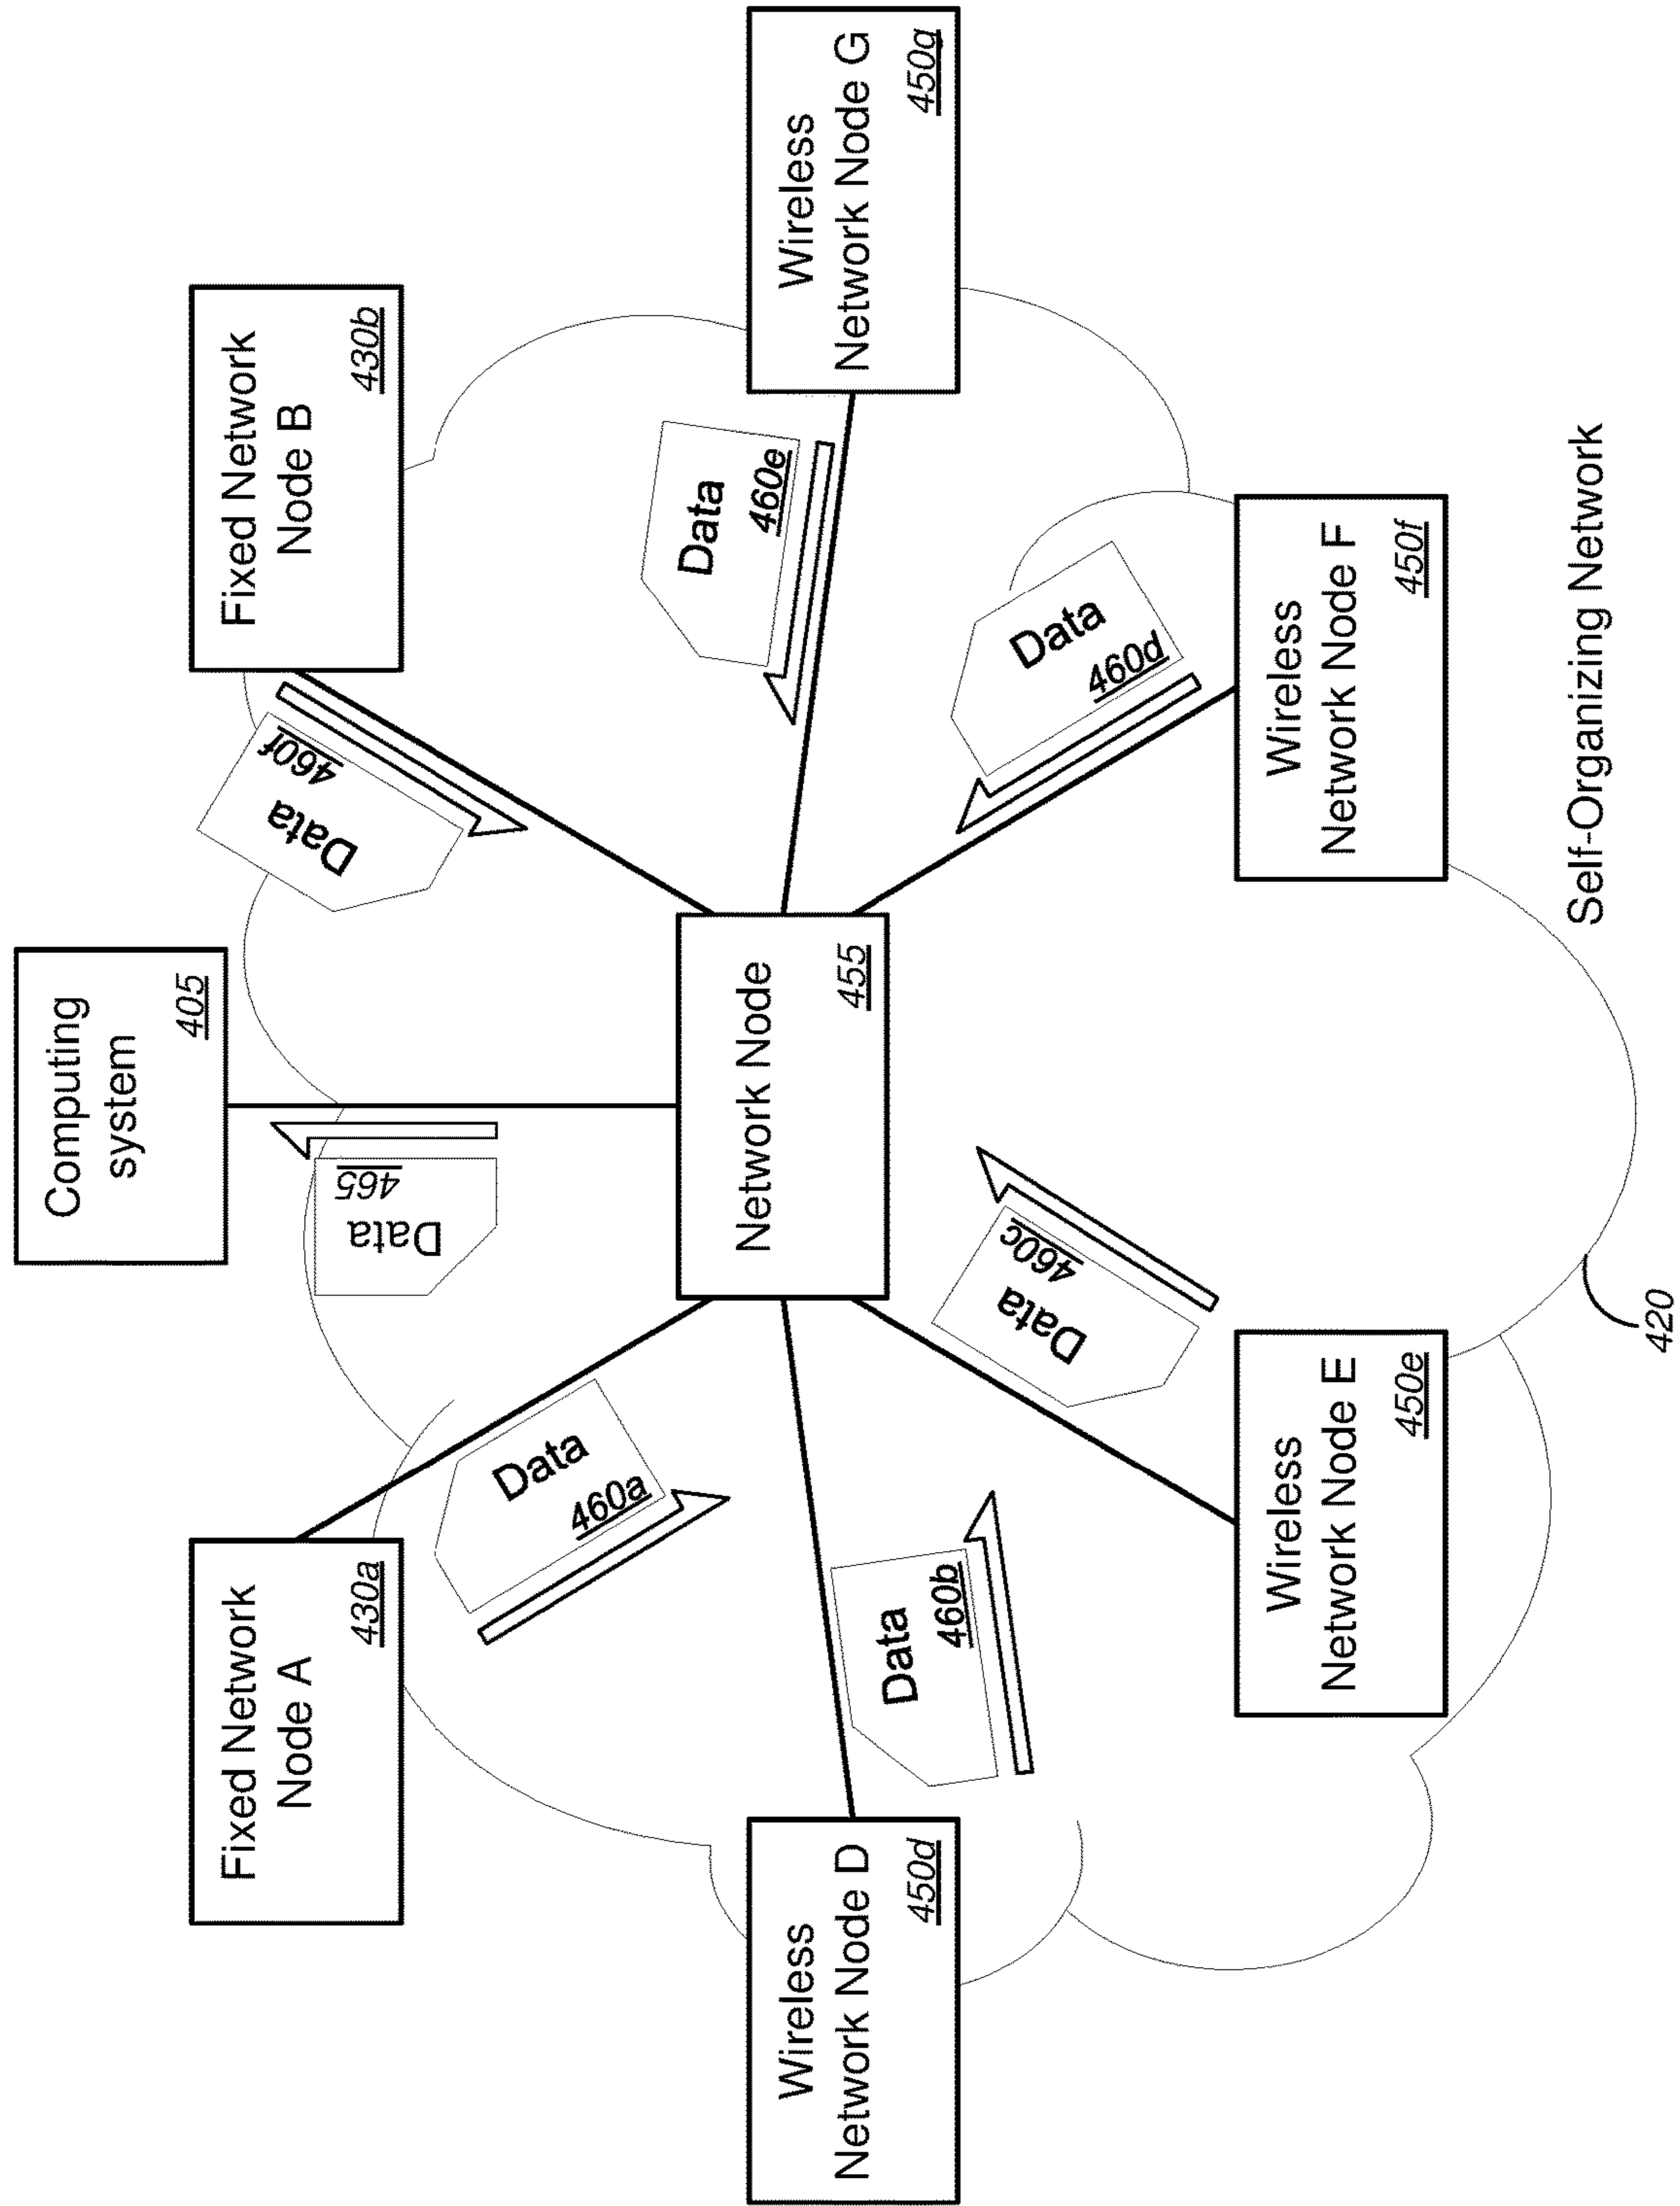 Computing
system
405
Fixed Network
Node A
430a
Fixed Network
Node B
430b
Data
465
Data
460f
Data
460a
Data
460e
Network Node
455
Wireless
Network Node D
450d
Wireless
Network Node G
450g
Data
460b
Data
460c
Data
460d
Wireless
Network Node E
450e
Wireless
Network Node F
450f
420
Self-Organizing Network